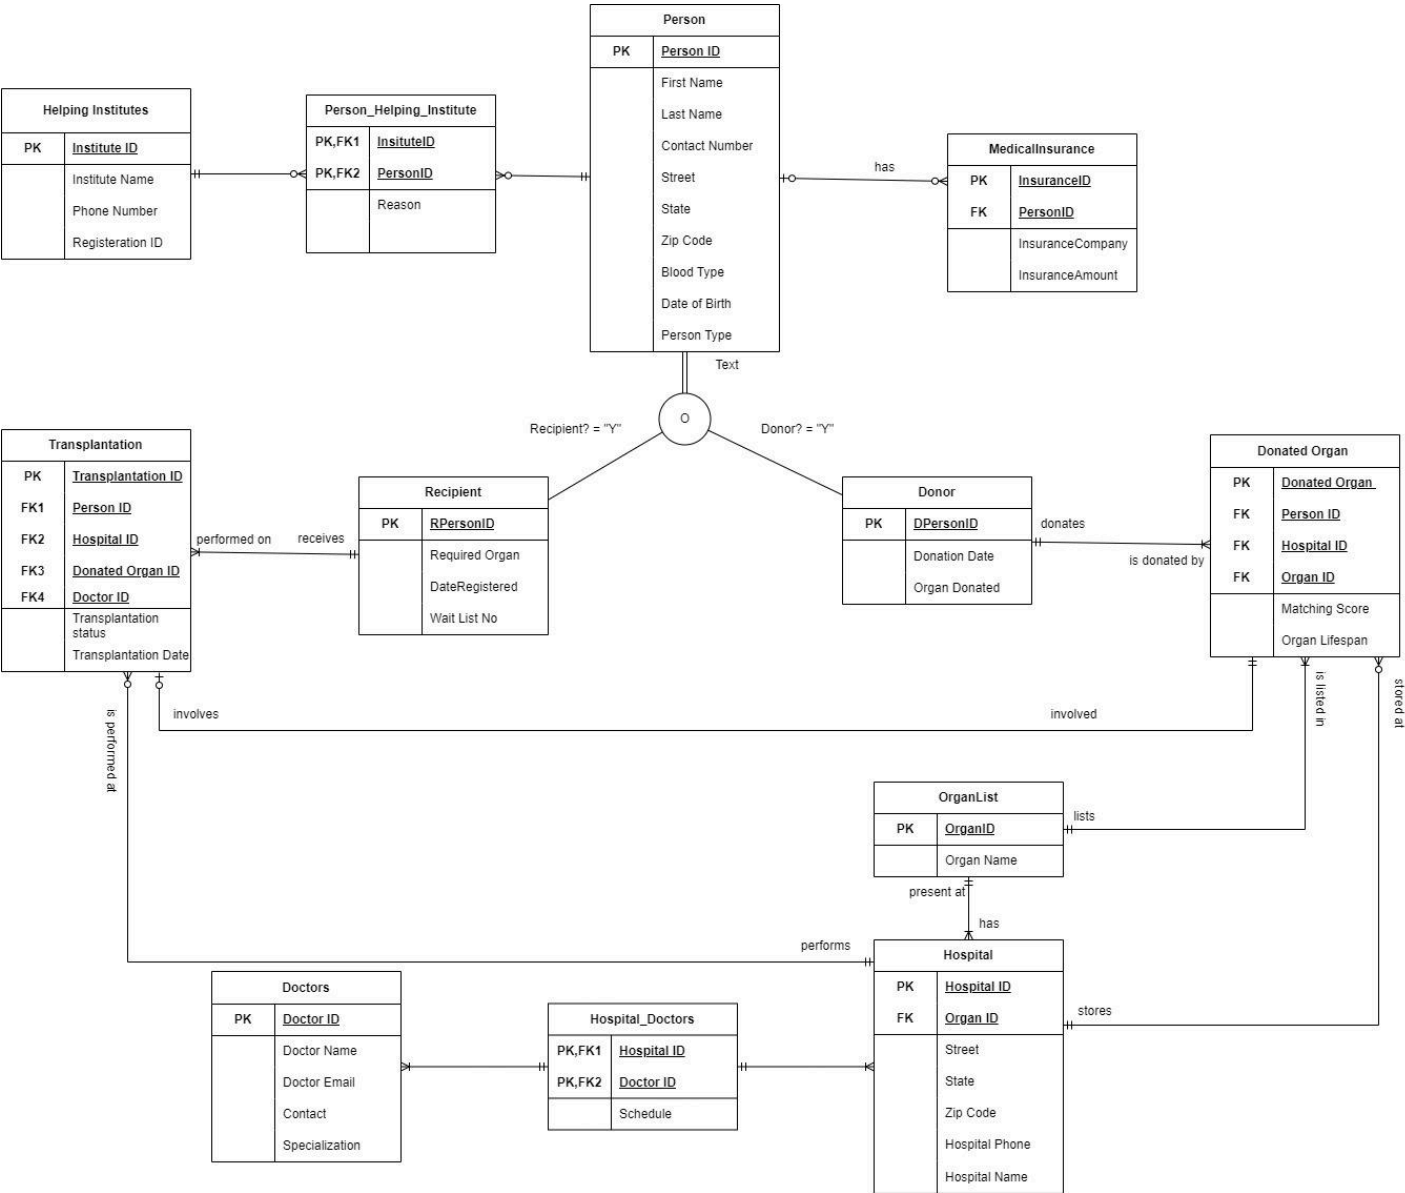 Person
PK Person ID
First Name
Last Name
Contact Number
Street
State
Zip Code
Blood Type
Date of Birth
Person Type
Helping Institutes
PK Institute ID
Institute Name
Phone Number
Registeration ID
Person_Helping_Institute
PK,FK1 InsituteID
PK,FK2 PersonID
Reason
has
MedicalInsurance
PK InsuranceID
FK PersonID
InsuranceCompany
InsuranceAmount
Text
O
Recipient? = "Y"
Donor? = "Y"
Transplantation
PK Transplantation ID
FK1 Person ID
FK2 Hospital ID
FK3 Donated Organ ID
FK4 Doctor ID
Transplantation
status
Transplantation Date
performed on
receives
Recipient
PK RPersonID
Required Organ
DateRegistered
Wait List No
Donor
PK DPersonID
Donation Date
Organ Donated
donates
is donated by
Donated Organ
PK Donated Organ
FK Person ID
FK Hospital ID
FK Organ ID
Matching Score
Organ Lifespan
is performed at
involves
involved
is listed in
stored at
OrganList
PK OrganID
Organ Name
lists
present at
has
performs
Hospital
PK Hospital ID
FK Organ ID
Street
State
Zip Code
Hospital Phone
Hospital Name
stores
Doctors
PK Doctor ID
Doctor Name
Doctor Email
Contact
Specialization
Hospital_Doctors
PK,FK1 Hospital ID
PK,FK2 Doctor ID
Schedule